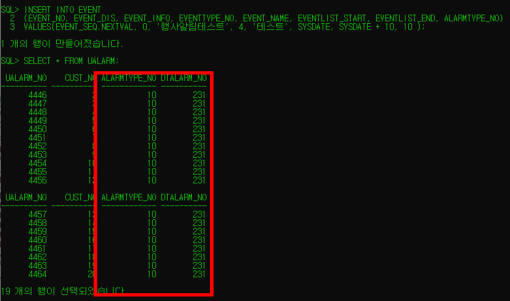 SQL> INSERT INTO EVENT
2 (EVENT_NO, EVENT_DIS, EVENT_INFO, EVENTTYPE_NO, EVENT_NAME, EVENTLIST_START, EVENTLIST_END, ALARMTYPE_NO)
3 VALUES(EVENT_SEQ.NEXTVAL, 0, '행사알림테스트', 4, '테스트', SYSDATE, SYSDATE + 10, 10 );
1 개의 행이 만들어졌습니다.
SQL> SELECT * FROM UALARM;
UALARM_NO CUST_NO ALARMTYPE_NO DTALARM_NO
---------- ---------- ------------ ----------
4446 10 231
4447 10 231
4448 10 231
4449 10 231
4450 10 231
4451 10 231
4452 10 231
4453 10 231
4454 10 231
4455 10 231
4456 10 231
UALARM_NO CUST_NO ALARMTYPE_NO DTALARM_NO
---------- ---------- ------------ ----------
4457 10 231
4458 10 231
4459 10 231
4460 10 231
4461 10 231
4462 10 231
4463 10 231
4464 10 231
19 개의 행이 선택되었습니다.